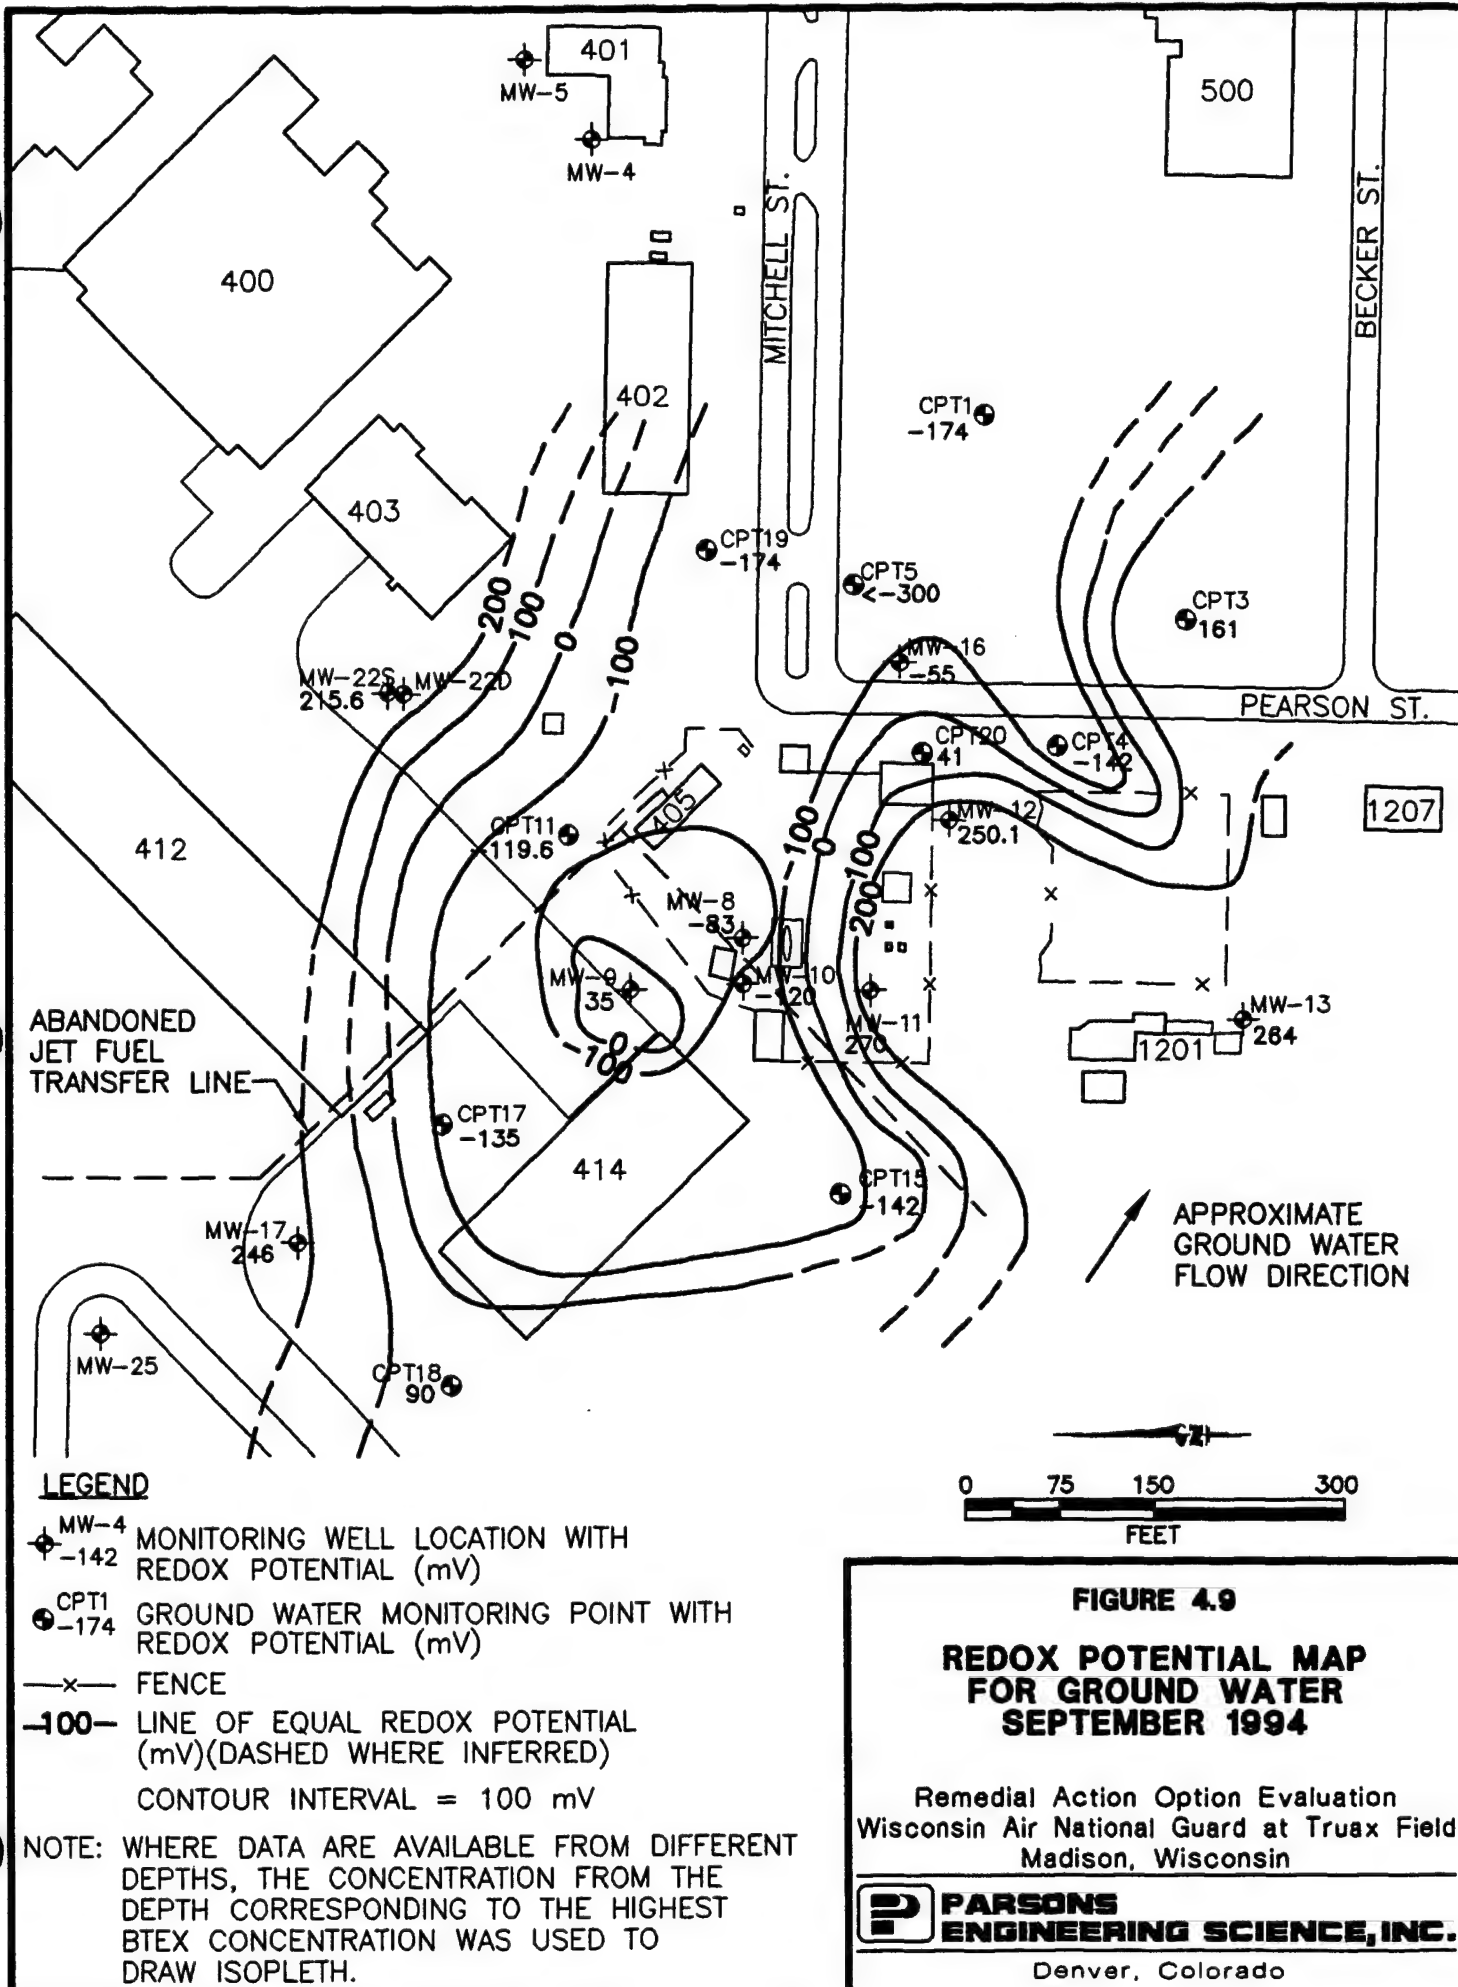 401
MW-5
MW-4
500
MITCHELL ST.
BECKER ST.
400
402
CPT1
-174
403
CPT19
-174
CPT5
<-300
CPT3
161
200
100
0
-100
MW-16
-55
MW-22S
215.6
MW-22D
PEARSON ST.
CPT20
41
CPT4
-142
405
CPT11
-119.6
412
MW-12
250.1
1207
-100
0
100
200
MW-8
-83
MW-9
35
MW-10
-120
MW-11
270
MW-13
264
1201
0
-100
ABANDONED
JET FUEL
TRANSFER LINE
CPT17
-135
414
CPT15
-142
MW-17
246
APPROXIMATE
GROUND WATER
FLOW DIRECTION
MW-25
CPT18
90
0 75 150 300
FEET
LEGEND
MW-4
-142
MONITORING WELL LOCATION WITH
REDOX POTENTIAL (mV)
CPT1
-174
GROUND WATER MONITORING POINT WITH
REDOX POTENTIAL (mV)
x FENCE
-100- LINE OF EQUAL REDOX POTENTIAL
(mV)(DASHED WHERE INFERRED)
CONTOUR INTERVAL = 100 mV
NOTE: WHERE DATA ARE AVAILABLE FROM DIFFERENT
DEPTHS, THE CONCENTRATION FROM THE
DEPTH CORRESPONDING TO THE HIGHEST
BTEX CONCENTRATION WAS USED TO
DRAW ISOPLETH.
FIGURE 4.9
REDOX POTENTIAL MAP
FOR GROUND WATER
SEPTEMBER 1994
Remedial Action Option Evaluation
Wisconsin Air National Guard at Truax Field
Madison, Wisconsin
PARSONS
ENGINEERING SCIENCE, INC.
Denver, Colorado